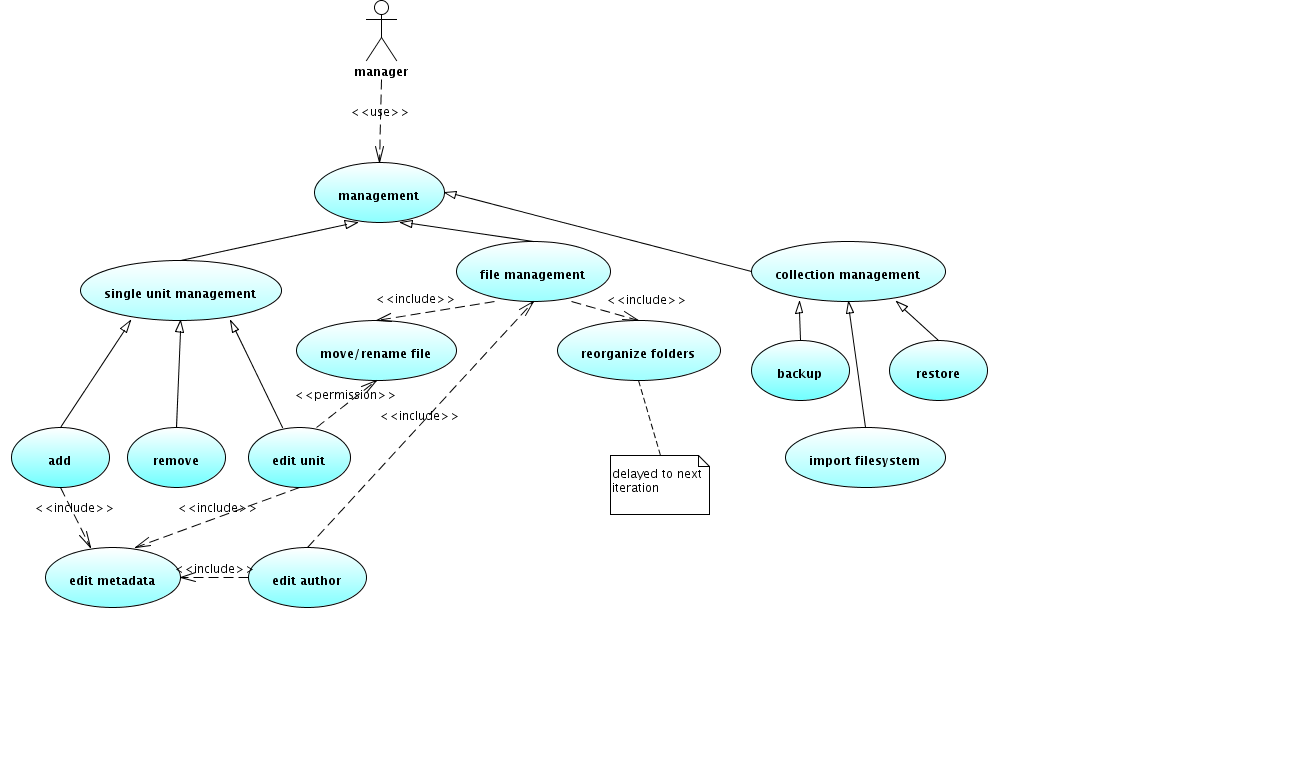 manager
<<use>>
management
single unit management
file management
collection management
<<include>>
<<include>>
move/rename file
reorganize folders
backup
restore
<<permission>>
<<include>>
add
remove
edit unit
import filesystem
delayed to next
iteration
<<include>>
<<include>>
<<include>>
edit metadata
edit author